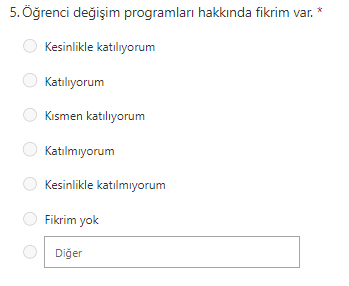 5. Öğrenci değişim programları hakkında fikrim var. *
Kesinlikle katılıyorum
Katılıyorum
Kısmen katılıyorum
Katılmıyorum
Kesinlikle katılmıyorum
Fikrim yok
Diğer